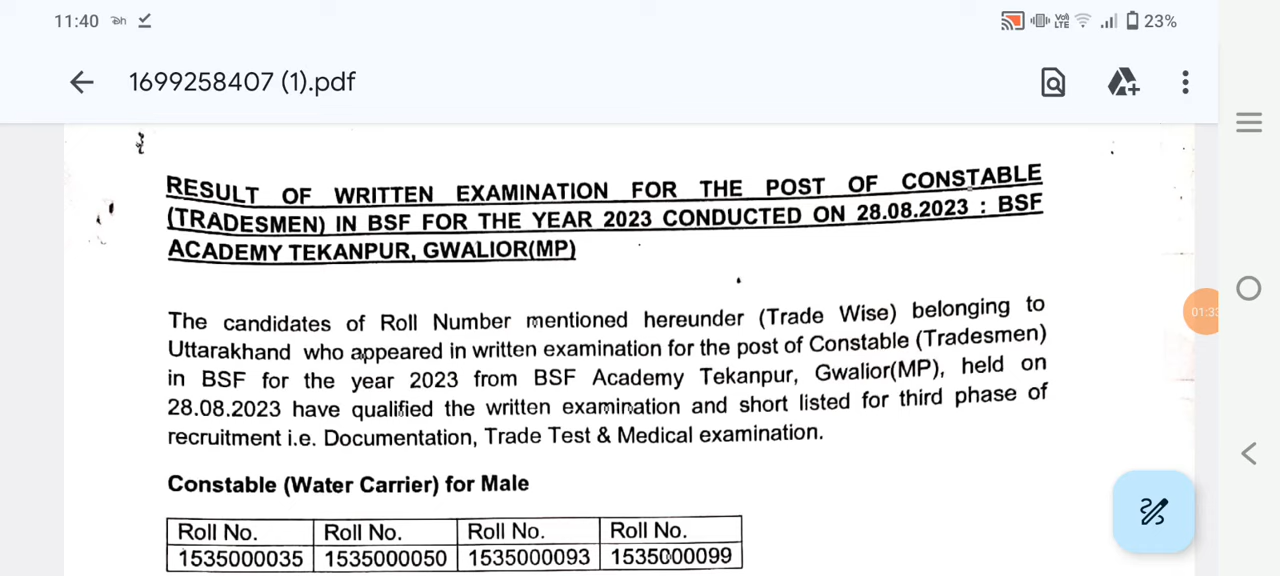 11:40
Vo) LTE 23%
1699258407 (1).pdf
RESULT OF WRITTEN EXAMINATION FOR THE POST OF CONSTABLE
(TRADESMEN) IN BSF FOR THE YEAR 2023 CONDUCTED ON 28.08.2023 : BSF
ACADEMY TEKANPUR, GWALIOR(MP)
The candidates of Roll Number mentioned hereunder (Trade Wise) belonging to
Uttarakhand who appeared in written examination for the post of Constable (Tradesmen)
in BSF for the year 2023 from BSF Academy Tekanpur, Gwalior(MP), held on
28.08.2023 have qualified the written examination and short listed for third phase of
recruitment i.e. Documentation, Trade Test & Medical examination.
Constable (Water Carrier) for Male
Roll No. Roll No. Roll No. Roll No.
1535000035 1535000050 1535000093 1535000099
01:33